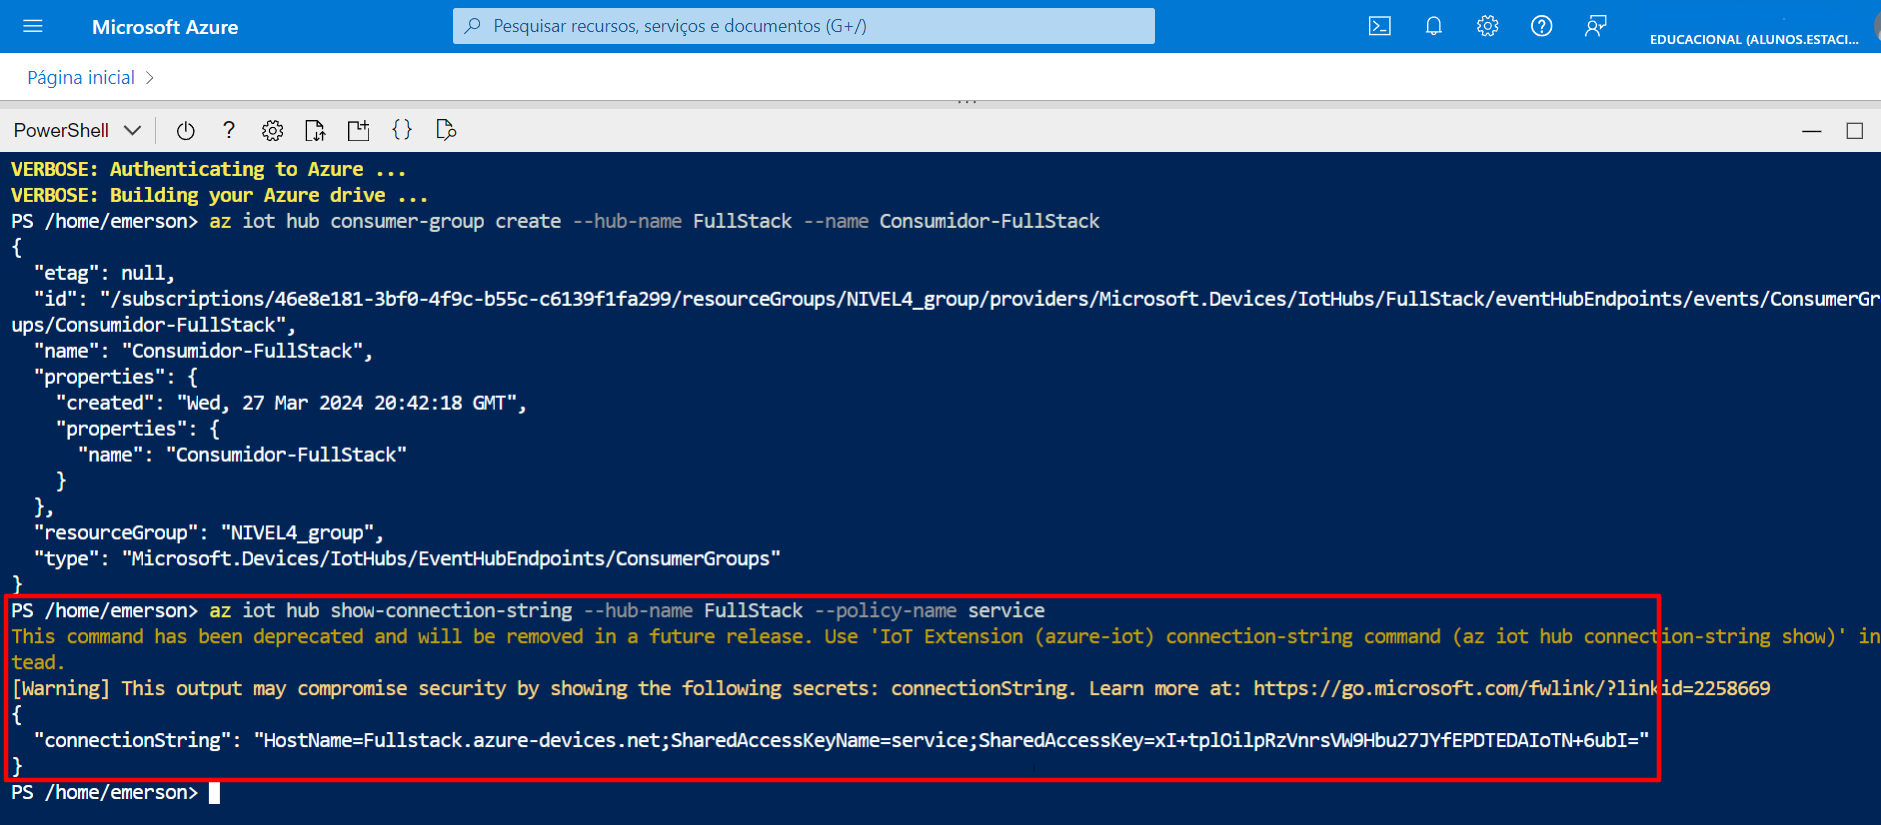 Microsoft Azure
Pesquisar recursos, serviços e documentos (G+/)
EDUCACIONAL (ALUNOS.ESTACI...
Página inicial >
PowerShell
VERBOSE: Authenticating to Azure ...
VERBOSE: Building your Azure drive ...
PS /home/emerson> az iot hub consumer-group create --hub-name FullStack --name Consumidor-FullStack
{
  "etag": null,
  "id": "/subscriptions/46e8e181-3bf0-4f9c-b55c-c6139f1fa299/resourceGroups/NIVEL4_group/providers/Microsoft.Devices/IotHubs/FullStack/eventHubEndpoints/events/ConsumerGr
ups/Consumidor-FullStack",
  "name": "Consumidor-FullStack",
  "properties": {
    "created": "Wed, 27 Mar 2024 20:42:18 GMT",
    "properties": {
      "name": "Consumidor-FullStack"
    }
  },
  "resourceGroup": "NIVEL4_group",
  "type": "Microsoft.Devices/IotHubs/EventHubEndpoints/ConsumerGroups"
}
PS /home/emerson> az iot hub show-connection-string --hub-name FullStack --policy-name service
This command has been deprecated and will be removed in a future release. Use 'IoT Extension (azure-iot) connection-string command (az iot hub connection-string show)' in
tead.
[Warning] This output may compromise security by showing the following secrets: connectionString. Learn more at: https://go.microsoft.com/fwlink/?linkid=2258669
{
  "connectionString": "HostName=Fullstack.azure-devices.net;SharedAccessKeyName=service;SharedAccessKey=xI+tplOilpRzVnrsVW9Hbu27JYfEPDTEDAIoTN+6ubI="
}
PS /home/emerson>